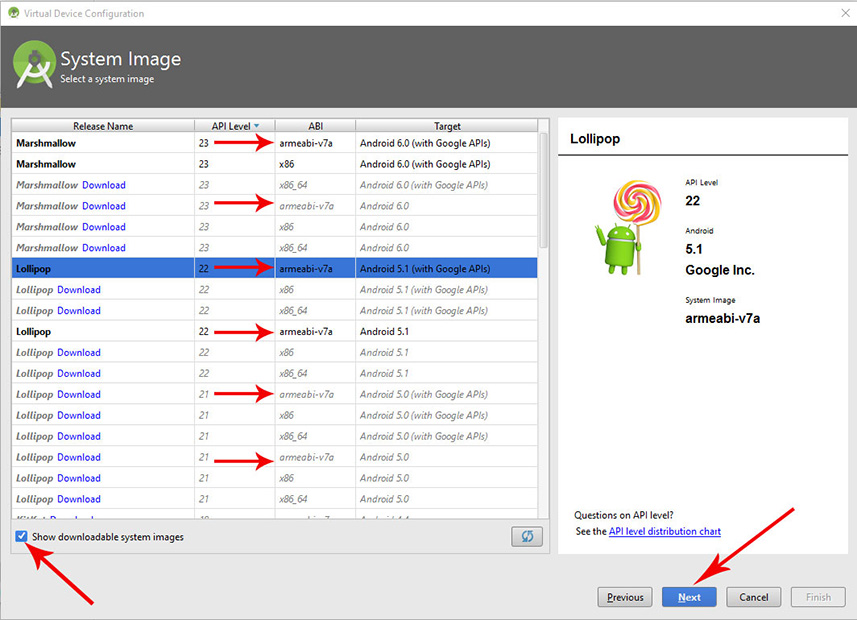 Virtual Device Configuration
System Image
Select a system image
Release Name API Level ABI Target
Marshmallow 23 armeabi-v7a Android 6.0 (with Google APIs)
Marshmallow 23 x86 Android 6.0 (with Google APIs)
Marshmallow Download 23 x86_64 Android 6.0 (with Google APIs)
Marshmallow Download 23 armeabi-v7a Android 6.0
Marshmallow Download 23 x86 Android 6.0
Marshmallow Download 23 x86_64 Android 6.0
Lollipop 22 armeabi-v7a Android 5.1 (with Google APIs)
Lollipop Download 22 x86 Android 5.1 (with Google APIs)
Lollipop Download 22 x86_64 Android 5.1 (with Google APIs)
Lollipop 22 armeabi-v7a Android 5.1
Lollipop Download 22 x86 Android 5.1
Lollipop Download 22 x86_64 Android 5.1
Lollipop Download 21 armeabi-v7a Android 5.0 (with Google APIs)
Lollipop Download 21 x86 Android 5.0 (with Google APIs)
Lollipop Download 21 x86_64 Android 5.0 (with Google APIs)
Lollipop Download 21 armeabi-v7a Android 5.0
Lollipop Download 21 x86 Android 5.0
Lollipop Download 21 x86_64 Android 5.0
Show downloadable system images
Lollipop
API Level
22
Android
5.1
Google Inc.
System Image
armeabi-v7a
Questions on API level?
See the API level distribution chart
Previous Next Cancel Finish